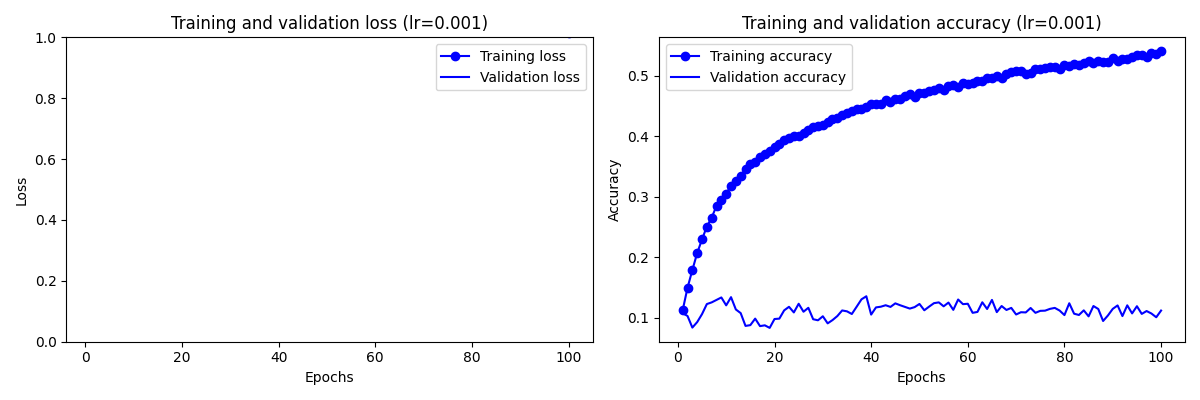 Training and validation loss (lr=0.001)
Training loss
Validation loss
1.0
0.8
0.6
0.4
0.2
0.0
Loss
0
20
40
60
80
100
Epochs
Training and validation accuracy (lr=0.001)
Training accuracy
Validation accuracy
0.5
0.4
0.3
0.2
0.1
Accuracy
0
20
40
60
80
100
Epochs